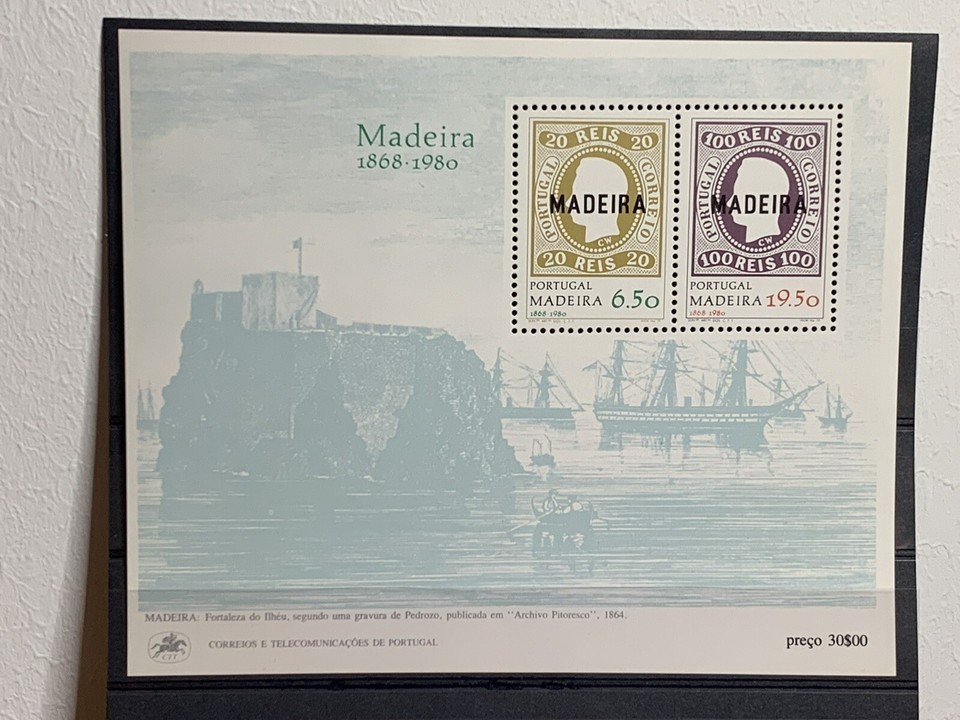 Madeira
1868·1980
20 REIS 20
PORTUGAL
CORREIO
MADEIRA
CW
20 REIS 20
PORTUGAL
MADEIRA 6.50
1868·1980
100 REIS 100
PORTUGAL
CORREIO
MADEIRA
CW
100 REIS 100
PORTUGAL
MADEIRA 19.50
1868·1980
MADEIRA: Fortaleza do Ilhéu, segundo uma gravura de Pedrozo, publicada em "Archivo Pitoresco", 1864.
CTT
CORREIOS E TELECOMUNICAÇÕES DE PORTUGAL
preço 30$00